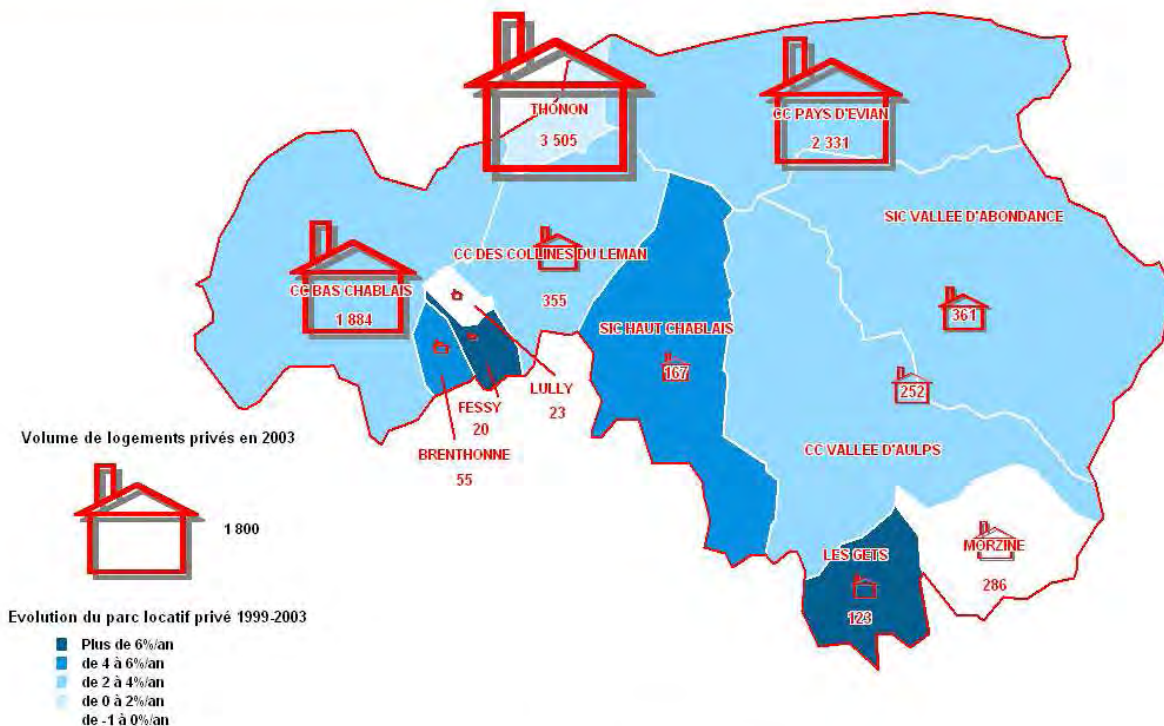 THONON
3 505
CC PAYS D'EVIAN
2 331
SIC VALLEE D'ABONDANCE
361
CC DES COLLINES DU LEMAN
355
CC BAS CHABLAIS
1 884
SIC HAUT CHABLAIS
167
252
CC VALLEE D'AULPS
LULLY
23
FESSY
20
BRENTHONNE
55
LES GETS
123
MORZINE
286
Volume de logements privés en 2003
1 800
Evolution du parc locatif privé 1999-2003
Plus de 6%/an
de 4 à 6%/an
de 2 à 4%/an
de 0 à 2%/an
de -1 à 0%/an